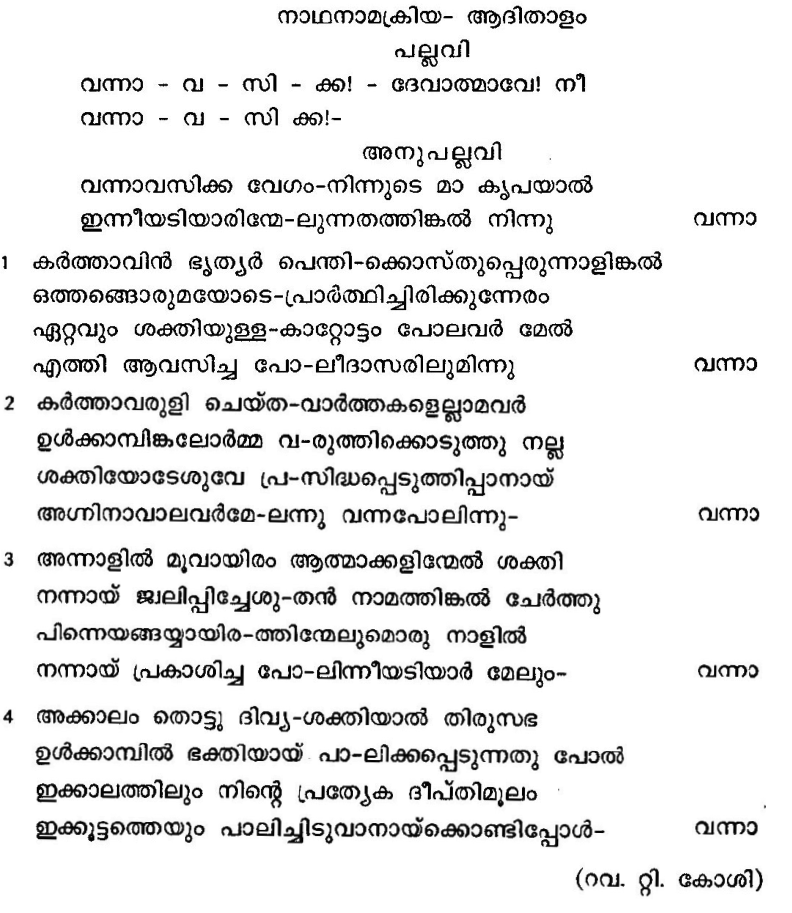 നാഥനാമക്രിയ- ആദിതാളം
പല്ലവി
വന്നാ - വ - സി - ക്ക! - ദേവാത്മാവേ! നീ
വന്നാ - വ - സി ക്ക!-
അനുപല്ലവി
വന്നാവസിക്ക വേഗം-നിന്നുടെ മാ കൃപയാൽ
ഇന്നീയടിയാരിന്മേ-ലുന്നതത്തിങ്കൽ നിന്നു വന്നാ
1 കർത്താവിൻ ഭൃത്യർ പെന്തി-ക്കൊസ്തുപ്പെരുന്നാളിങ്കൽ
ഒത്തങ്ങൊരുമയോടെ-പ്രാർത്ഥിച്ചിരിക്കുന്നേരം
ഏറ്റവും ശക്തിയുള്ള-കാറ്റോട്ടം പോലവർ മേൽ
എത്തി ആവസിച്ച പോ-ലീദാസരിലുമിന്നു വന്നാ
2 കർത്താവരുളി ചെയ്ത-വാർത്തകളെല്ലാമവർ
ഉൾക്കാമ്പിങ്കലോർമ്മ വ-രുത്തിക്കൊടുത്തു നല്ല
ശക്തിയോടേശുവേ പ്ര-സിദ്ധപ്പെടുത്തിപ്പാനായ്
അഗ്നിനാവാലവർമേ-ലന്നു വന്നപോലിന്നു- വന്നാ
3 അന്നാളിൽ മൂവായിരം ആത്മാക്കളിന്മേൽ ശക്തി
നന്നായ് ജ്വലിപ്പിച്ചേശു-തൻ നാമത്തിങ്കൽ ചേർത്തു
പിന്നെയങ്ങയ്യായിര-ത്തിന്മേലുമൊരു നാളിൽ
നന്നായ് പ്രകാശിച്ച പോ-ലിന്നീയടിയാർ മേലും- വന്നാ
4 അക്കാലം തൊട്ടു ദിവ്യ-ശക്തിയാൽ തിരുസഭ
ഉൾക്കാമ്പിൽ ഭക്തിയായ് പാ-ലിക്കപ്പെടുന്നതു പോൽ
ഇക്കാലത്തിലും നിന്റെ പ്രത്യേക ദീപ്തിമൂലം
ഇക്കൂട്ടത്തെയും പാലിച്ചിടുവാനായ്ക്കൊണ്ടിപ്പോൾ- വന്നാ
(റവ. റ്റി. കോശി)